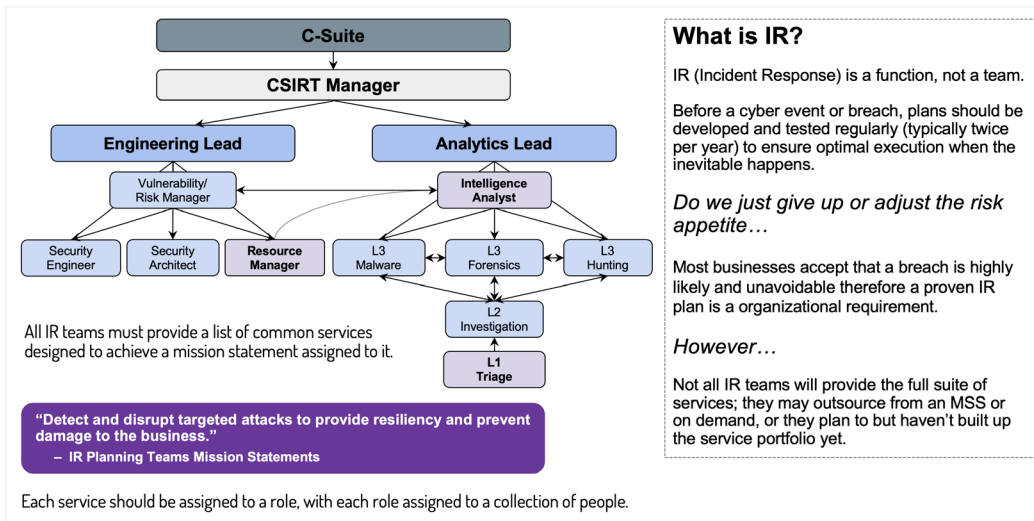 C-Suite
CSIRT Manager
Engineering Lead
Analytics Lead
Vulnerability/
Risk Manager
Intelligence
Analyst
Security
Engineer
Security
Architect
Resource
Manager
L3
Malware
L3
Forensics
L3
Hunting
L2
Investigation
L1
Triage
All IR teams must provide a list of common services
designed to achieve a mission statement assigned to it.
“Detect and disrupt targeted attacks to provide resiliency and prevent
damage to the business.”
– IR Planning Teams Mission Statements
Each service should be assigned to a role, with each role assigned to a collection of people.
What is IR?
IR (Incident Response) is a function, not a team.
Before a cyber event or breach, plans should be
developed and tested regularly (typically twice
per year) to ensure optimal execution when the
inevitable happens.
Do we just give up or adjust the risk
appetite…
Most businesses accept that a breach is highly
likely and unavoidable therefore a proven IR
plan is a organizational requirement.
However…
Not all IR teams will provide the full suite of
services; they may outsource from an MSS or
on demand, or they plan to but haven’t built up
the service portfolio yet.